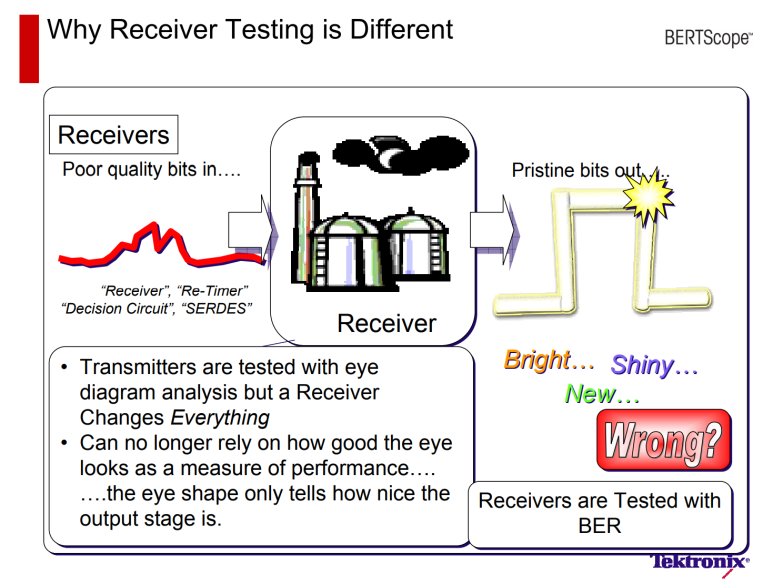 Why Receiver Testing is Different
BERTScope™
Receivers
Poor quality bits in….
Pristine bits out…..
“Receiver”, “Re-Timer”
“Decision Circuit”, “SERDES”
Receiver
• Transmitters are tested with eye
diagram analysis but a Receiver
Changes Everything
• Can no longer rely on how good the eye
looks as a measure of performance….
….the eye shape only tells how nice the
output stage is.
Bright… Shiny…
New…
Wrong?
Receivers are Tested with
BER
Tektronix®